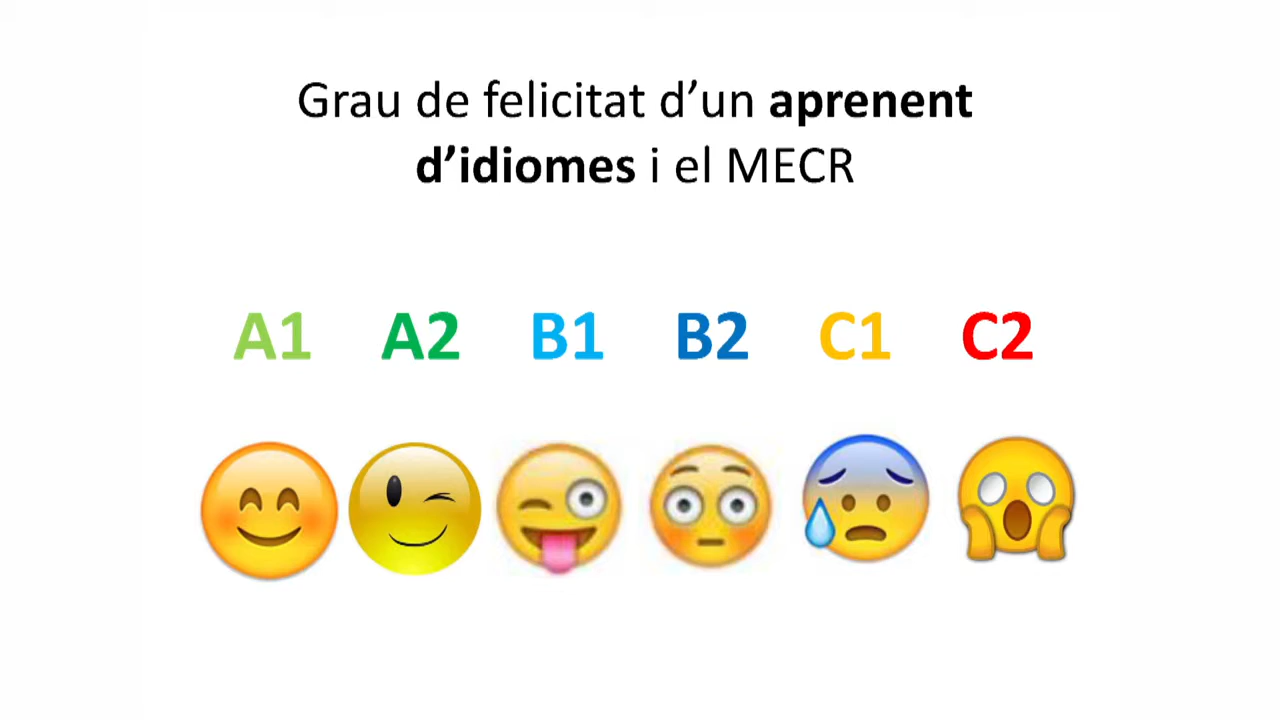 Grau de felicitat d’un aprenent
d’idiomes i el MECR
A1 A2 B1 B2 C1 C2